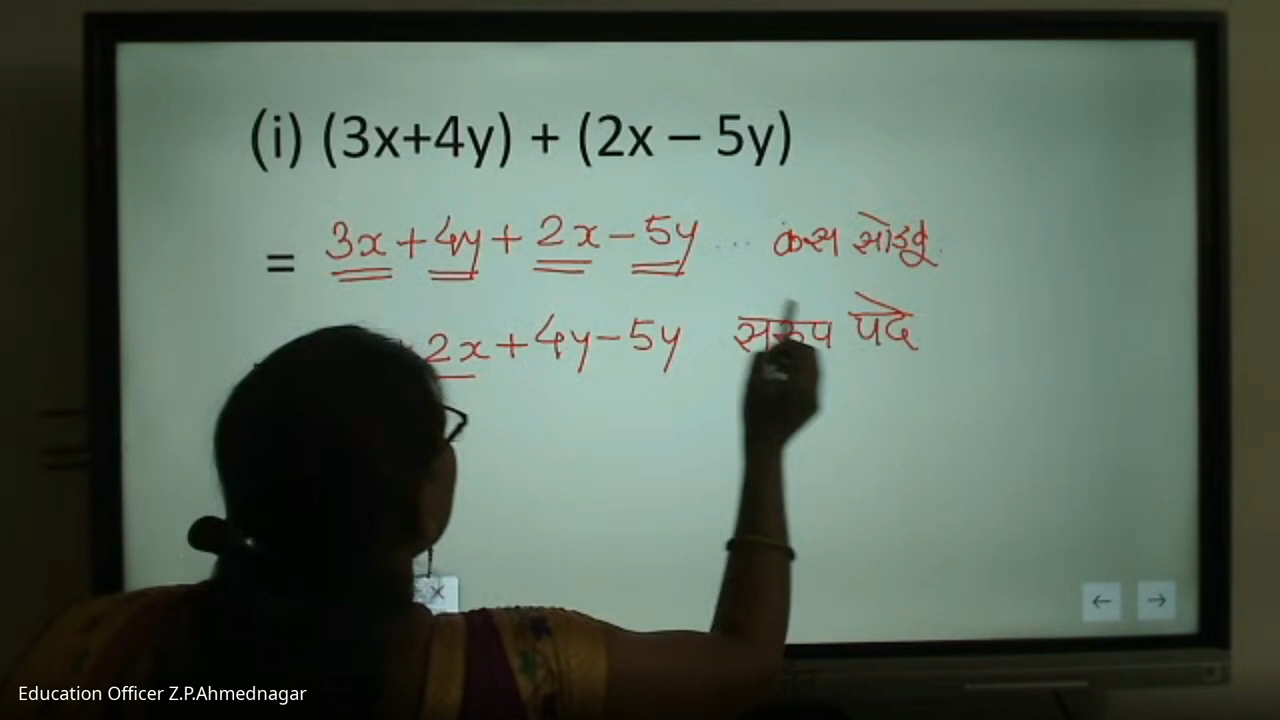 (i) (3x+4y) + (2x – 5y)
= 3x + 4y + 2x – 5y .... कंस सोडवू.
+ 2x + 4y – 5y सरूप पदे
Education Officer Z.P.Ahmednagar